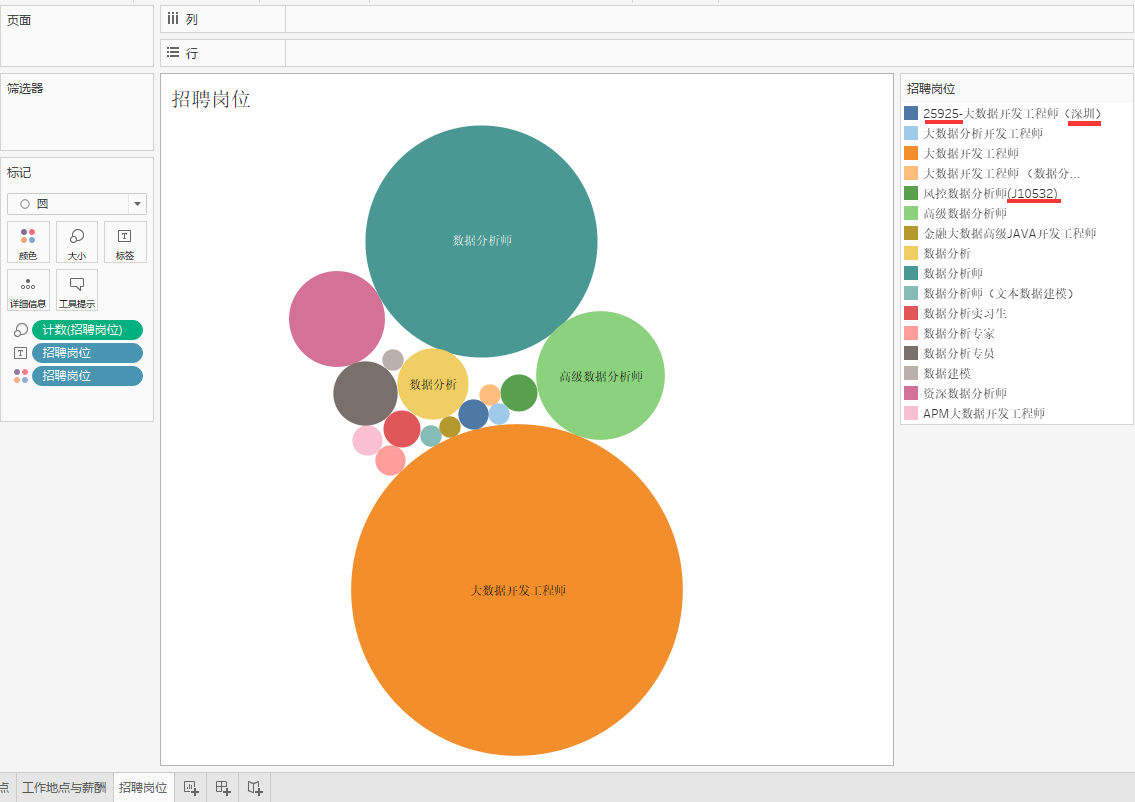 页面
列
行
筛选器
标记
圆
颜色
大小
T
标签
详细信息
工具提示
计数(招聘岗位)
T
招聘岗位
招聘岗位
招聘岗位
数据分析师
数据分析
高级数据分析师
大数据开发工程师
招聘岗位
25925-大数据开发工程师（深圳）
大数据分析开发工程师
大数据开发工程师
大数据开发工程师 （数据分...
风控数据分析师(J10532)
高级数据分析师
金融大数据高级JAVA开发工程师
数据分析
数据分析师
数据分析师（文本数据建模）
数据分析实习生
数据分析专家
数据分析专员
数据建模
资深数据分析师
APM大数据开发工程师
点
工作地点与薪酬
招聘岗位